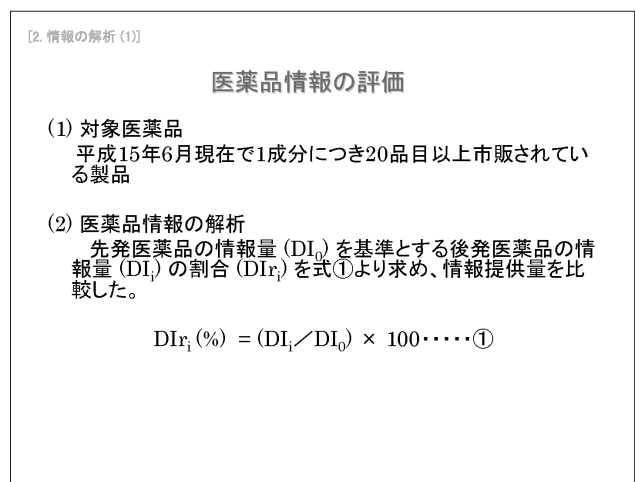 [2. 情報の解析 (1)]
医薬品情報の評価
(1) 対象医薬品
平成15年6月現在で1成分につき20品目以上市販されてい
る製品
(2) 医薬品情報の解析
先発医薬品の情報量 (DI₀) を基準とする後発医薬品の情
報量 (DIᵢ) の割合 (DIrᵢ) を式①より求め、情報提供量を比
較した。
DIrᵢ (%) = (DIᵢ／DI₀) × 100・・・・・①